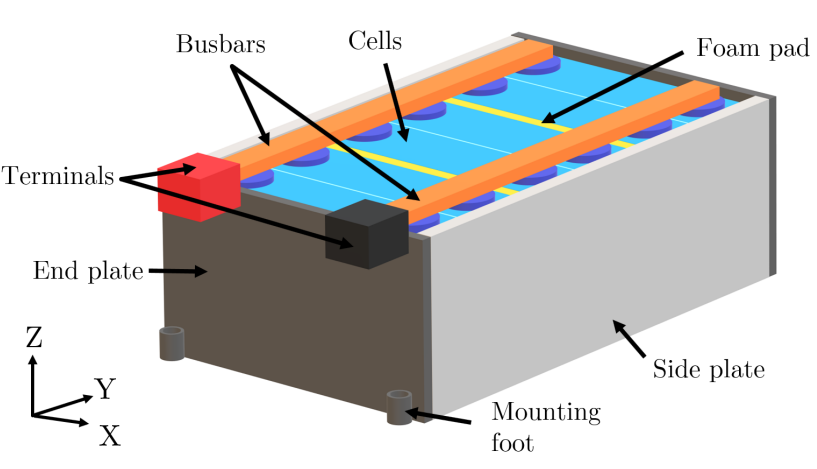 Busbars
Cells
Foam pad
Terminals
End plate
Z
Y
X
Side plate
Mounting
foot